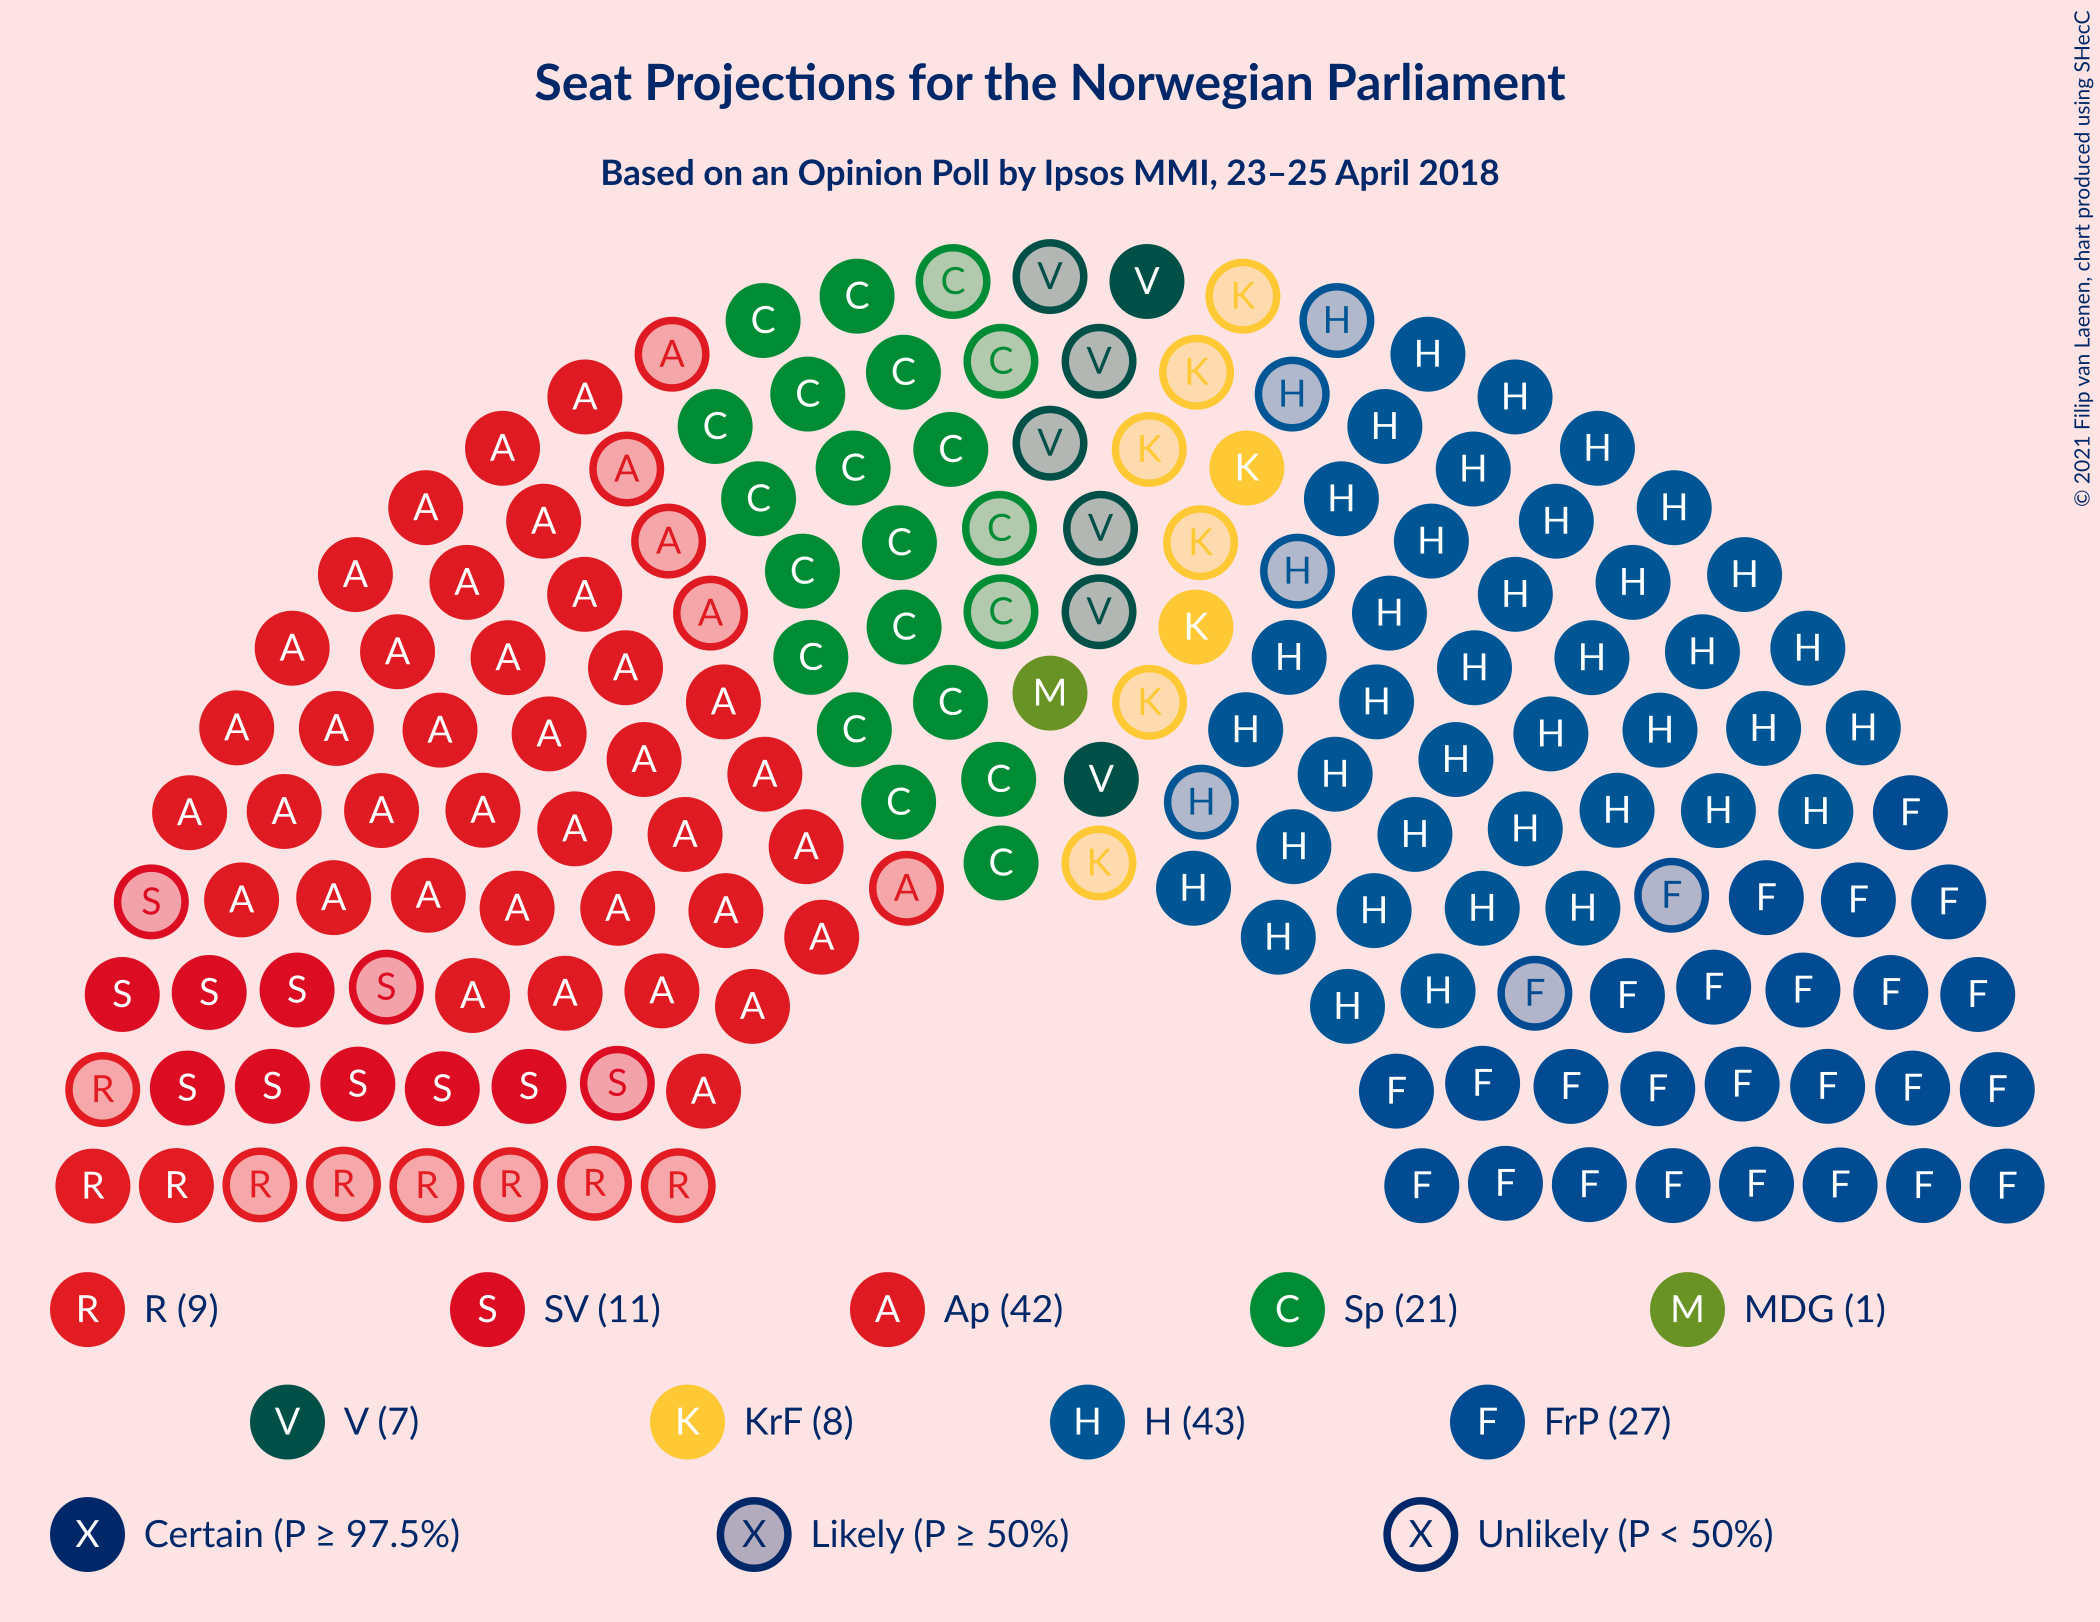 Seat Projections for the Norwegian Parliament
Based on an Opinion Poll by Ipsos MMI, 23–25 April 2018
© 2021 Filip van Laenen, chart produced using SHecC
C C C V V K H
A C C C V K H H
A A C C C V K K H H H
A A A C C C V K H H H H
A A A A C C C V K H H H H
A A A A A C C M K H H H H H
A A A A A A C C V H H H H H H H
A A A A A A A C K H H H H H H F
S A A A A A A A H H H H F F F F
S S S S A A A A H H F F F F F F
R S S S S S S A F F F F F F F F
R R R R R R R R F F F F F F F F
R R (9) S SV (11) A Ap (42) C Sp (21) M MDG (1)
V V (7) K KrF (8) H H (43) F FrP (27)
X Certain (P ≥ 97.5%) X Likely (P ≥ 50%) X Unlikely (P < 50%)